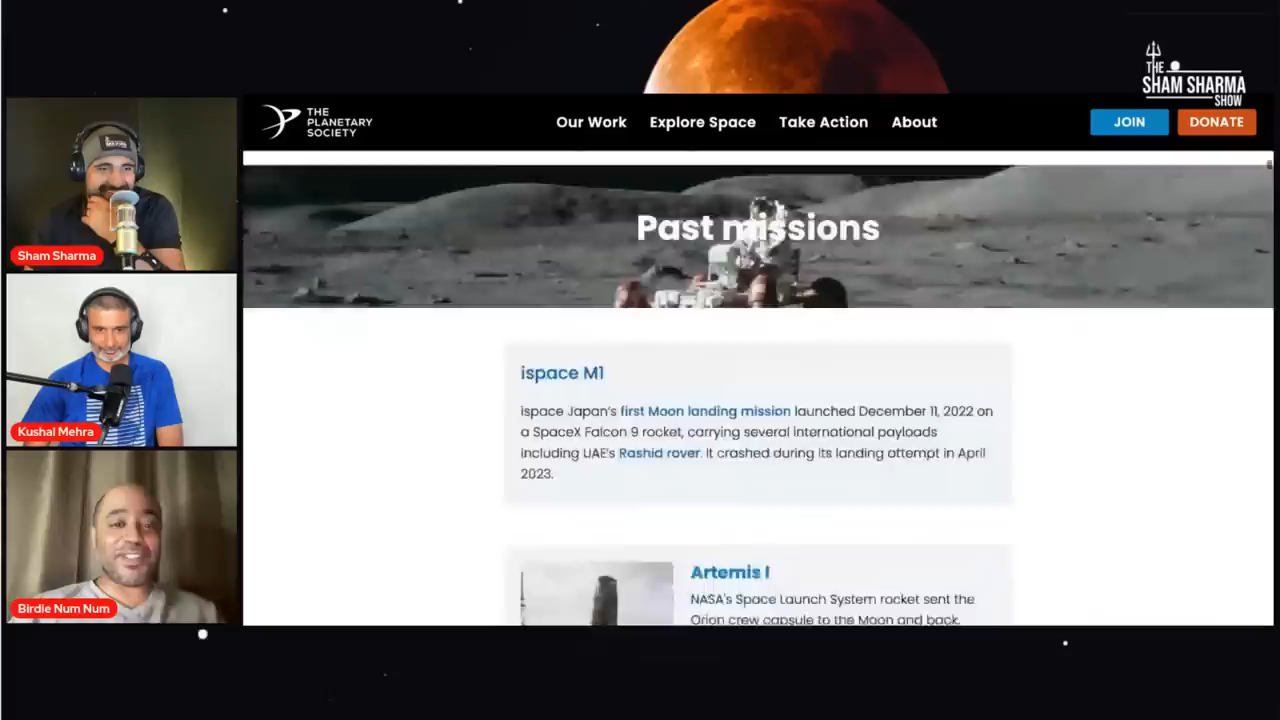 THE
SHAM SHARMA
SHOW
THE
PLANETARY
SOCIETY
Our Work
Explore Space
Take Action
About
JOIN
DONATE
Sham Sharma
Kushal Mehra
Birdie Num Num
Past missions
ispace M1
ispace Japan's first Moon landing mission launched December 11, 2022 on
a SpaceX Falcon 9 rocket, carrying several international payloads
including UAE's Rashid rover. It crashed during its landing attempt in April
2023.
Artemis I
NASA's Space Launch System rocket sent the
Orion crew capsule to the Moon and back,